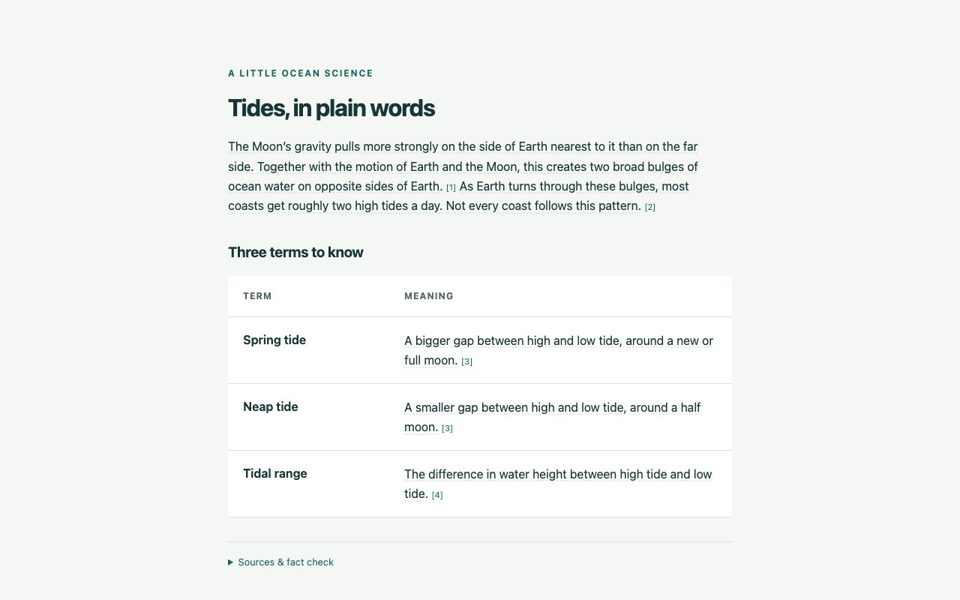 A LITTLE OCEAN SCIENCE
Tides, in plain words
The Moon’s gravity pulls more strongly on the side of Earth nearest to it than on the far
side. Together with the motion of Earth and the Moon, this creates two broad bulges of
ocean water on opposite sides of Earth. [1] As Earth turns through these bulges, most
coasts get roughly two high tides a day. Not every coast follows this pattern. [2]
Three terms to know
TERM MEANING
Spring tide A bigger gap between high and low tide, around a new or
full moon. [3]
Neap tide A smaller gap between high and low tide, around a half
moon. [3]
Tidal range The difference in water height between high tide and low
tide. [4]
Sources & fact check